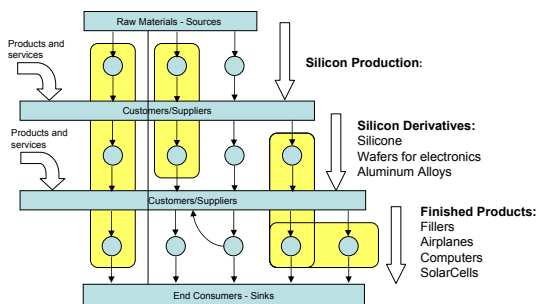 Raw Materials - Sources
Products and
services
Silicon Production:
Customers/Suppliers
Products and
services
Silicon Derivatives:
Silicone
Wafers for electronics
Aluminum Alloys
Customers/Suppliers
Finished Products:
Fillers
Airplanes
Computers
SolarCells
End Consumers - Sinks